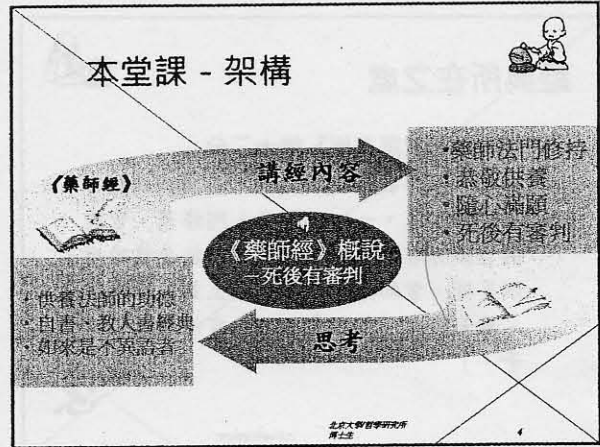 本堂課 - 架構
《藥師經》
講經內容
•藥師法門修持
•恭敬供養
•隨心滿願
•死後有審判
《藥師經》概說
—死後有審判
•供養法師的功德
•自書、教人書經典
•如來是不異語者
思考
北京大學哲學研究所
博士生
4